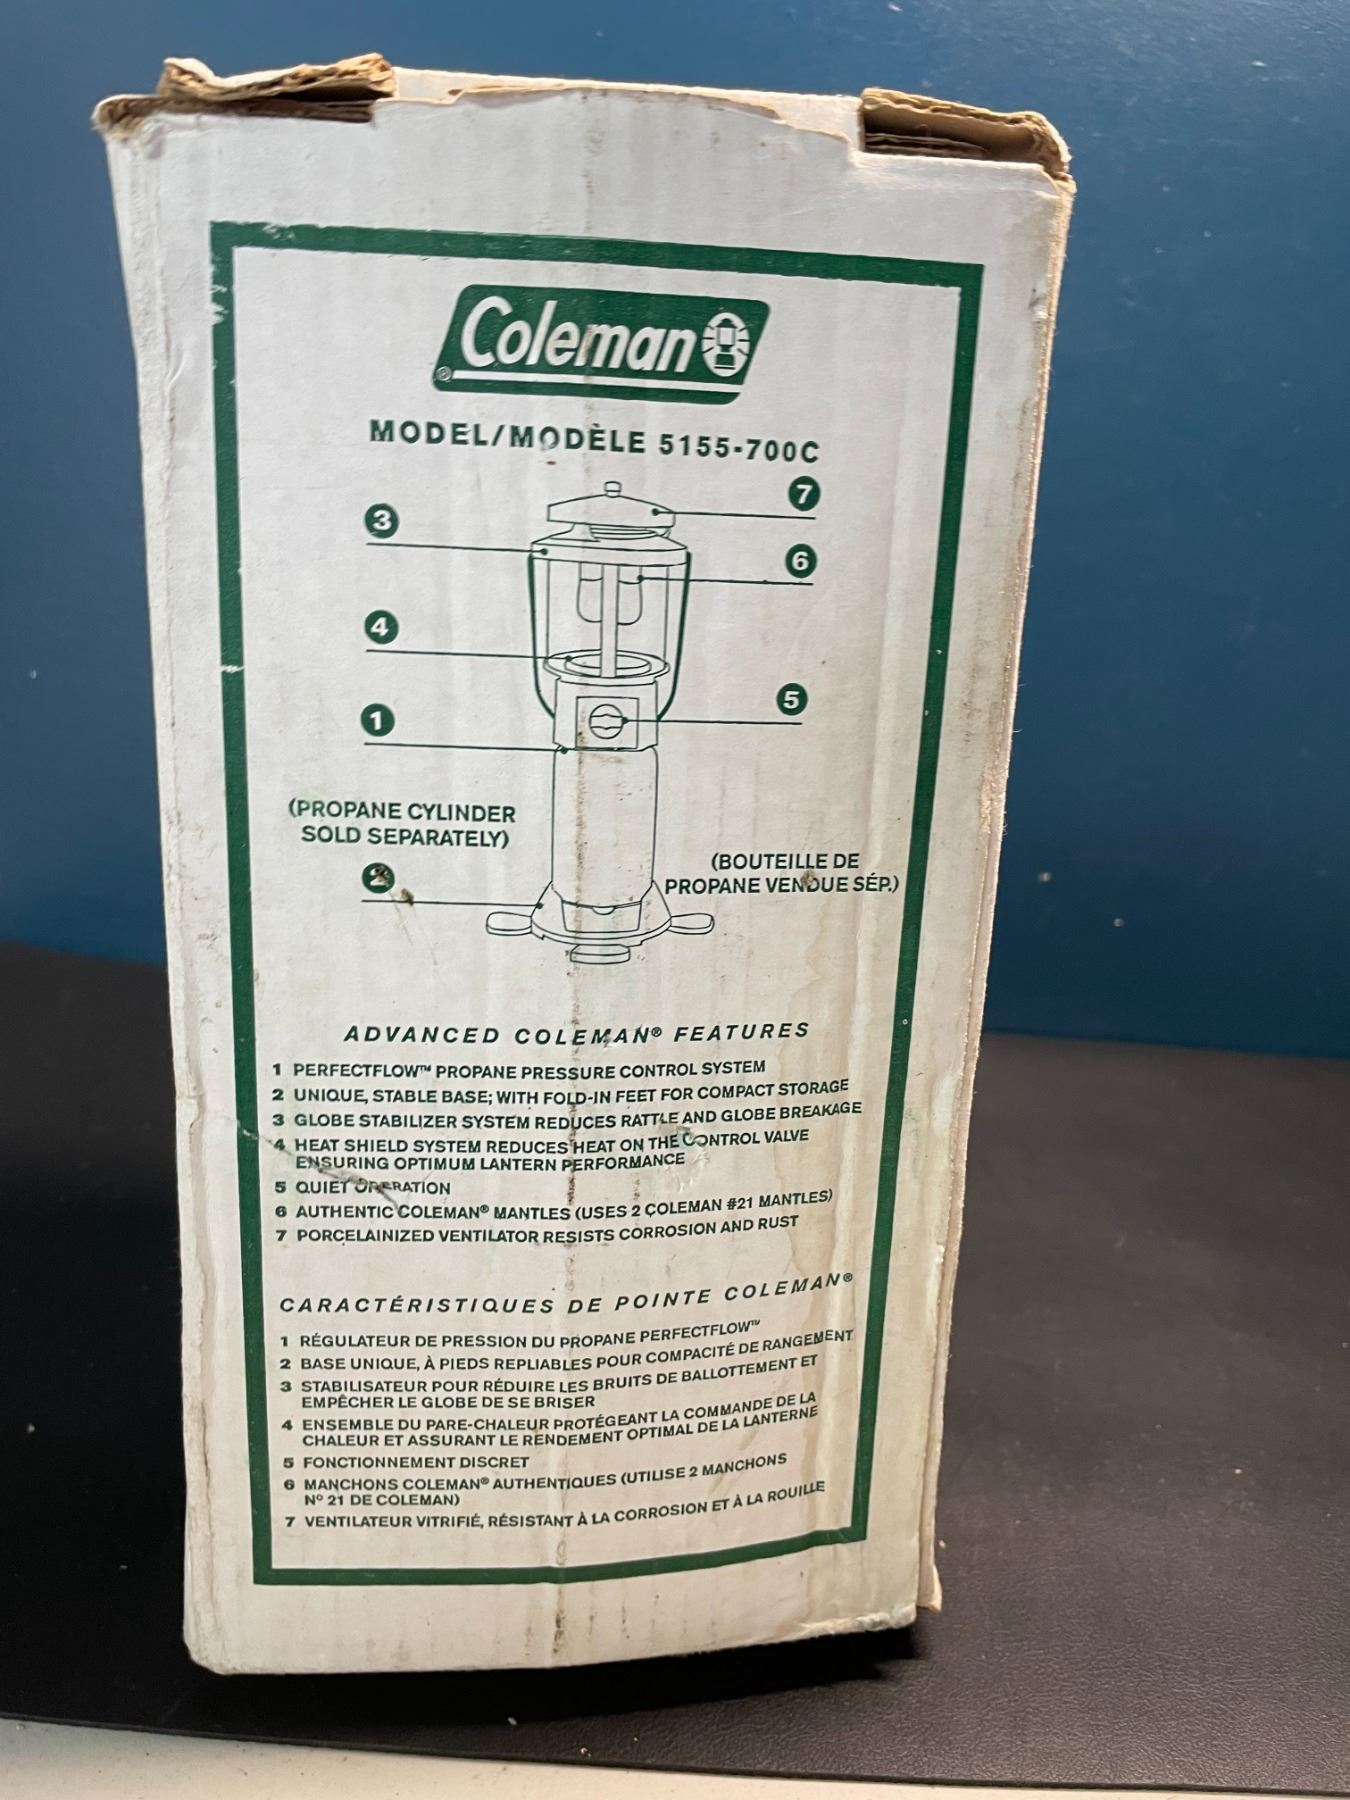 Coleman
®
MODEL/MODÈLE 5155-700C
7
3
6
4
5
1
(PROPANE CYLINDER
SOLD SEPARATELY)
(BOUTEILLE DE
PROPANE VENDUE SÉP.)
2
ADVANCED COLEMAN® FEATURES
1 PERFECTFLOW™ PROPANE PRESSURE CONTROL SYSTEM
2 UNIQUE, STABLE BASE; WITH FOLD-IN FEET FOR COMPACT STORAGE
3 GLOBE STABILIZER SYSTEM REDUCES RATTLE AND GLOBE BREAKAGE
4 HEAT SHIELD SYSTEM REDUCES HEAT ON THE CONTROL VALVE
ENSURING OPTIMUM LANTERN PERFORMANCE
5 QUIET OPERATION
6 AUTHENTIC COLEMAN® MANTLES (USES 2 COLEMAN #21 MANTLES)
7 PORCELAINIZED VENTILATOR RESISTS CORROSION AND RUST
CARACTÉRISTIQUES DE POINTE COLEMAN®
1 RÉGULATEUR DE PRESSION DU PROPANE PERFECTFLOW™
2 BASE UNIQUE, À PIEDS REPLIABLES POUR COMPACITÉ DE RANGEMENT
3 STABILISATEUR POUR RÉDUIRE LES BRUITS DE BALLOTTEMENT ET
EMPÊCHER LE GLOBE DE SE BRISER
4 ENSEMBLE DU PARE-CHALEUR PROTÉGEANT LA COMMANDE DE LA
CHALEUR ET ASSURANT LE RENDEMENT OPTIMAL DE LA LANTERNE
5 FONCTIONNEMENT DISCRET
6 MANCHONS COLEMAN® AUTHENTIQUES (UTILISE 2 MANCHONS
Nº 21 DE COLEMAN)
7 VENTILATEUR VITRIFIÉ, RÉSISTANT À LA CORROSION ET À LA ROUILLE